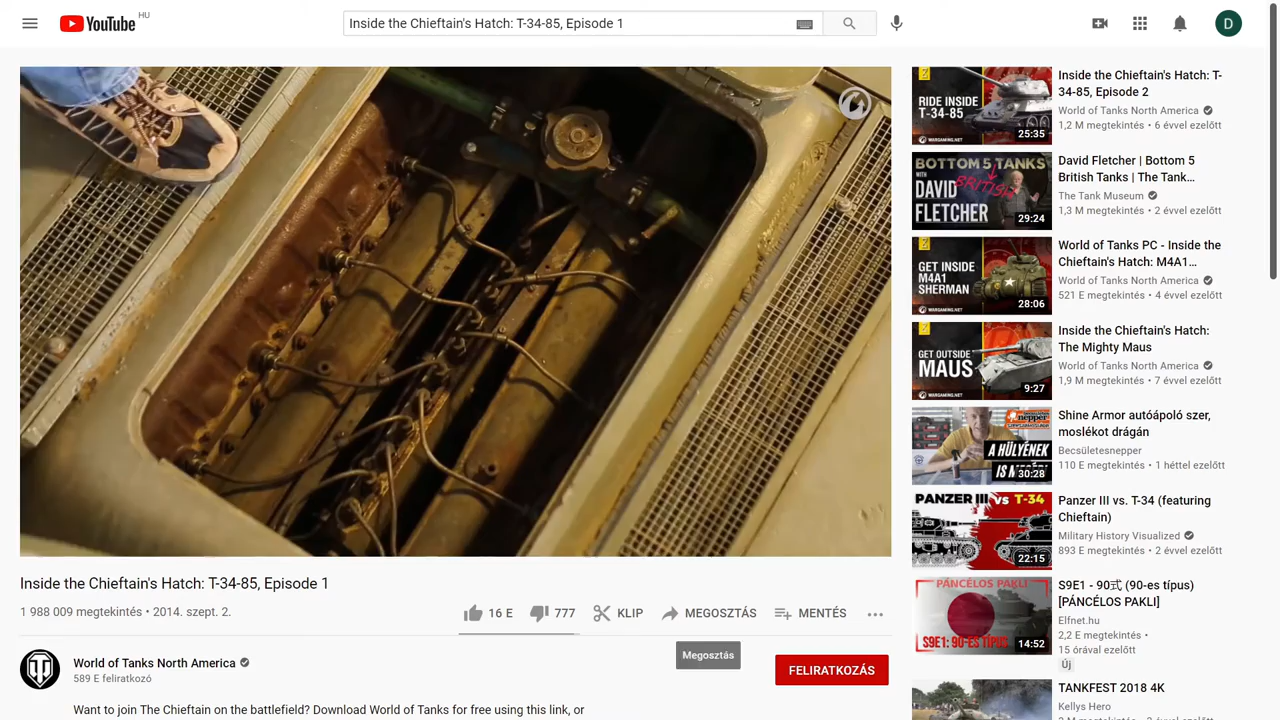 YouTube HU
Inside the Chieftain's Hatch: T-34-85, Episode 1
D
Inside the Chieftain's Hatch: T-34-85, Episode 1
1 988 009 megtekintés • 2014. szept. 2.
16 E
777
KLIP
MEGOSZTÁS
MENTÉS
Megosztás
World of Tanks North America
589 E feliratkozó
FELIRATKOZÁS
Want to join The Chieftain on the battlefield? Download World of Tanks for free using this link, or
RIDE INSIDE
T-34-85
WARGAMING.NET
25:35
Inside the Chieftain's Hatch: T-
34-85, Episode 2
World of Tanks North America
1,2 M megtekintés • 6 évvel ezelőtt
BOTTOM 5 TANKS
BRITISH
WITH
DAVID
FLETCHER
29:24
David Fletcher | Bottom 5
British Tanks | The Tank...
The Tank Museum
1,3 M megtekintés • 2 évvel ezelőtt
GET INSIDE
M4A1
SHERMAN
WARGAMING.NET
28:06
World of Tanks PC - Inside the
Chieftain's Hatch: M4A1...
World of Tanks North America
521 E megtekintés • 4 évvel ezelőtt
GET OUTSIDE
MAUS
WARGAMING.NET
9:27
Inside the Chieftain's Hatch:
The Mighty Maus
World of Tanks North America
1,9 M megtekintés • 7 évvel ezelőtt
A HÜLYÉNEK
IS
30:28
Shine Armor autóápoló szer,
moslékot drágán
Becsületesnepper
110 E megtekintés • 1 héttel ezelőtt
PANZER III vs T-34
22:15
Panzer III vs. T-34 (featuring
Chieftain)
Military History Visualized
893 E megtekintés • 2 évvel ezelőtt
PÁNCÉLOS PAKLI
S9E1: 90-ES TÍPUS
14:52
S9E1 - 90式 (90-es típus)
[PÁNCÉLOS PAKLI]
Elfnet.hu
2,2 E megtekintés •
15 órával ezelőtt
Új
TANKFEST 2018 4K
Kellys Hero